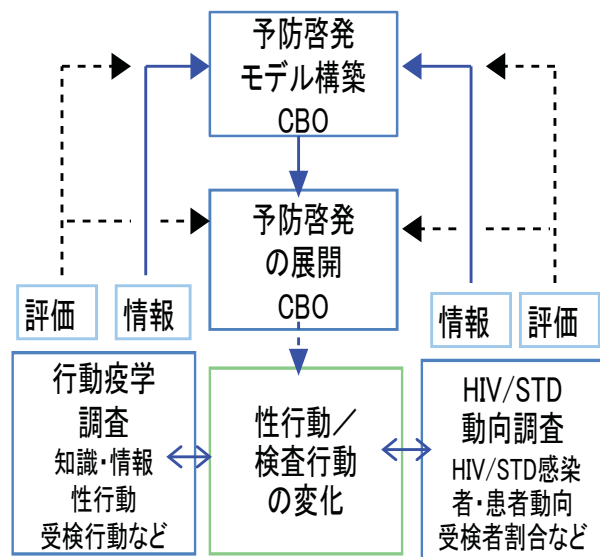 予防啓発
モデル構築
CBO
予防啓発
の展開
CBO
評価
情報
情報
評価
行動疫学
調査
知識・情報
性行動
受検行動など
性行動／
検査行動
の変化
HIV/STD
動向調査
HIV/STD感染
者・患者動向
受検者割合など